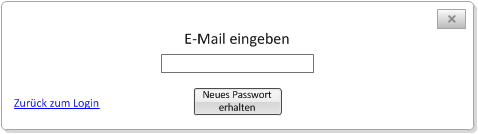 E-Mail eingeben
Neues Passwort
erhalten
Zurück zum Login